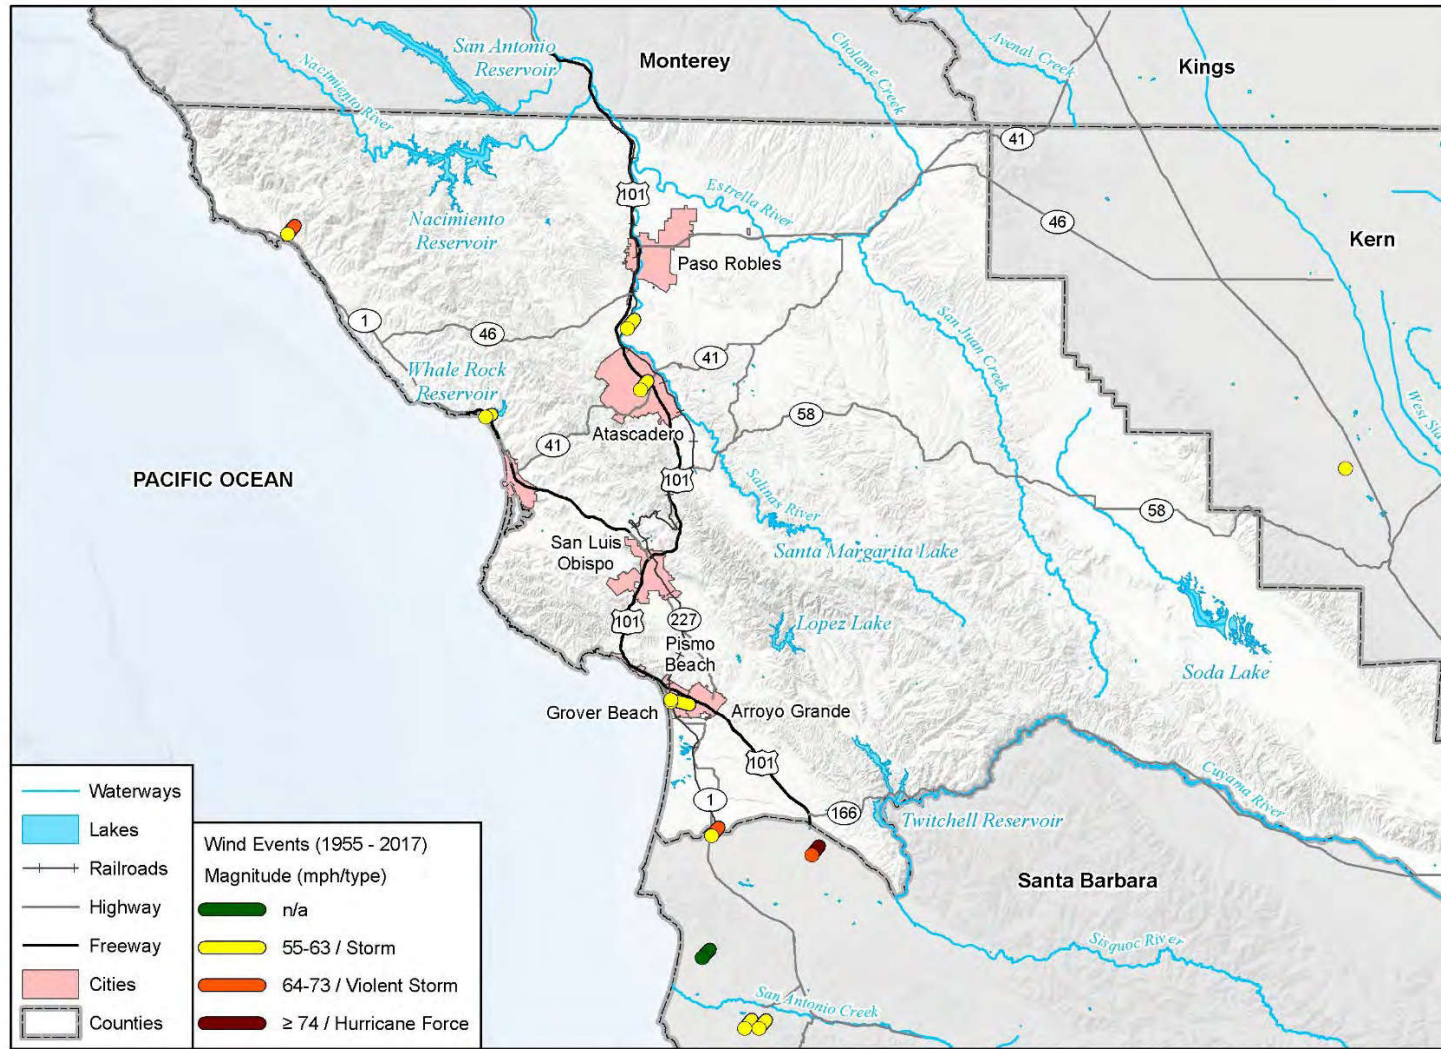 San Antonio
Reservoir
Monterey
Cholame Creek
Avenal Creek
Kings
Nacimiento River
41
101
Estrella River
Nacimiento
Reservoir
46
Kern
Paso Robles
1
46
San Juan Creek
41
Whale Rock
Reservoir
58
Atascadero
41
PACIFIC OCEAN
101
Salinas River
58
San Luis
Obispo
Santa Margarita Lake
101
227
Lopez Lake
Pismo
Beach
Soda Lake
Grover Beach
Arroyo Grande
101
Cuyama River
1
166
Twitchell Reservoir
Santa Barbara
Sisquoc River
San Antonio Creek
Waterways
Lakes
Railroads
Highway
Freeway
Cities
Counties
Wind Events (1955 - 2017)
Magnitude (mph/type)
n/a
55-63 / Storm
64-73 / Violent Storm
≥ 74 / Hurricane Force